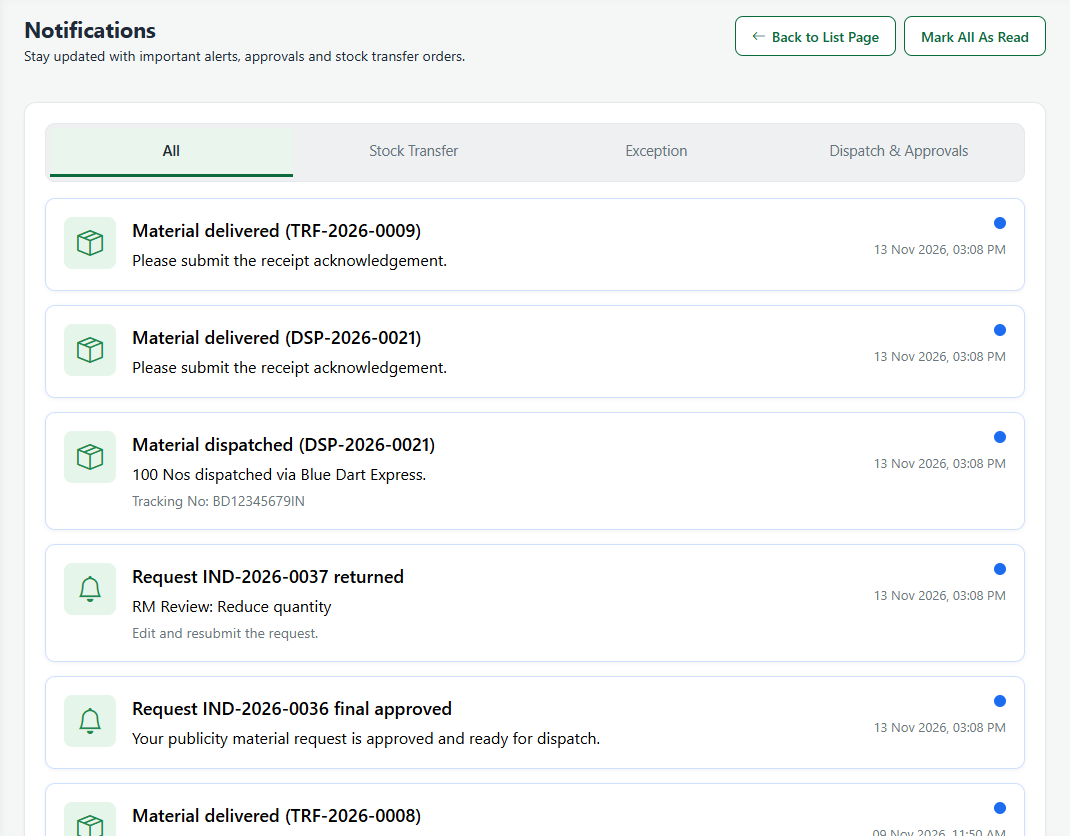 Notifications
Stay updated with important alerts, approvals and stock transfer orders.
← Back to List Page
Mark All As Read
All
Stock Transfer
Exception
Dispatch & Approvals
Material delivered (TRF-2026-0009)
Please submit the receipt acknowledgement.
13 Nov 2026, 03:08 PM
Material delivered (DSP-2026-0021)
Please submit the receipt acknowledgement.
13 Nov 2026, 03:08 PM
Material dispatched (DSP-2026-0021)
100 Nos dispatched via Blue Dart Express.
Tracking No: BD12345679IN
13 Nov 2026, 03:08 PM
Request IND-2026-0037 returned
RM Review: Reduce quantity
Edit and resubmit the request.
13 Nov 2026, 03:08 PM
Request IND-2026-0036 final approved
Your publicity material request is approved and ready for dispatch.
13 Nov 2026, 03:08 PM
Material delivered (TRF-2026-0008)
09 Nov 2026, 11:50 AM